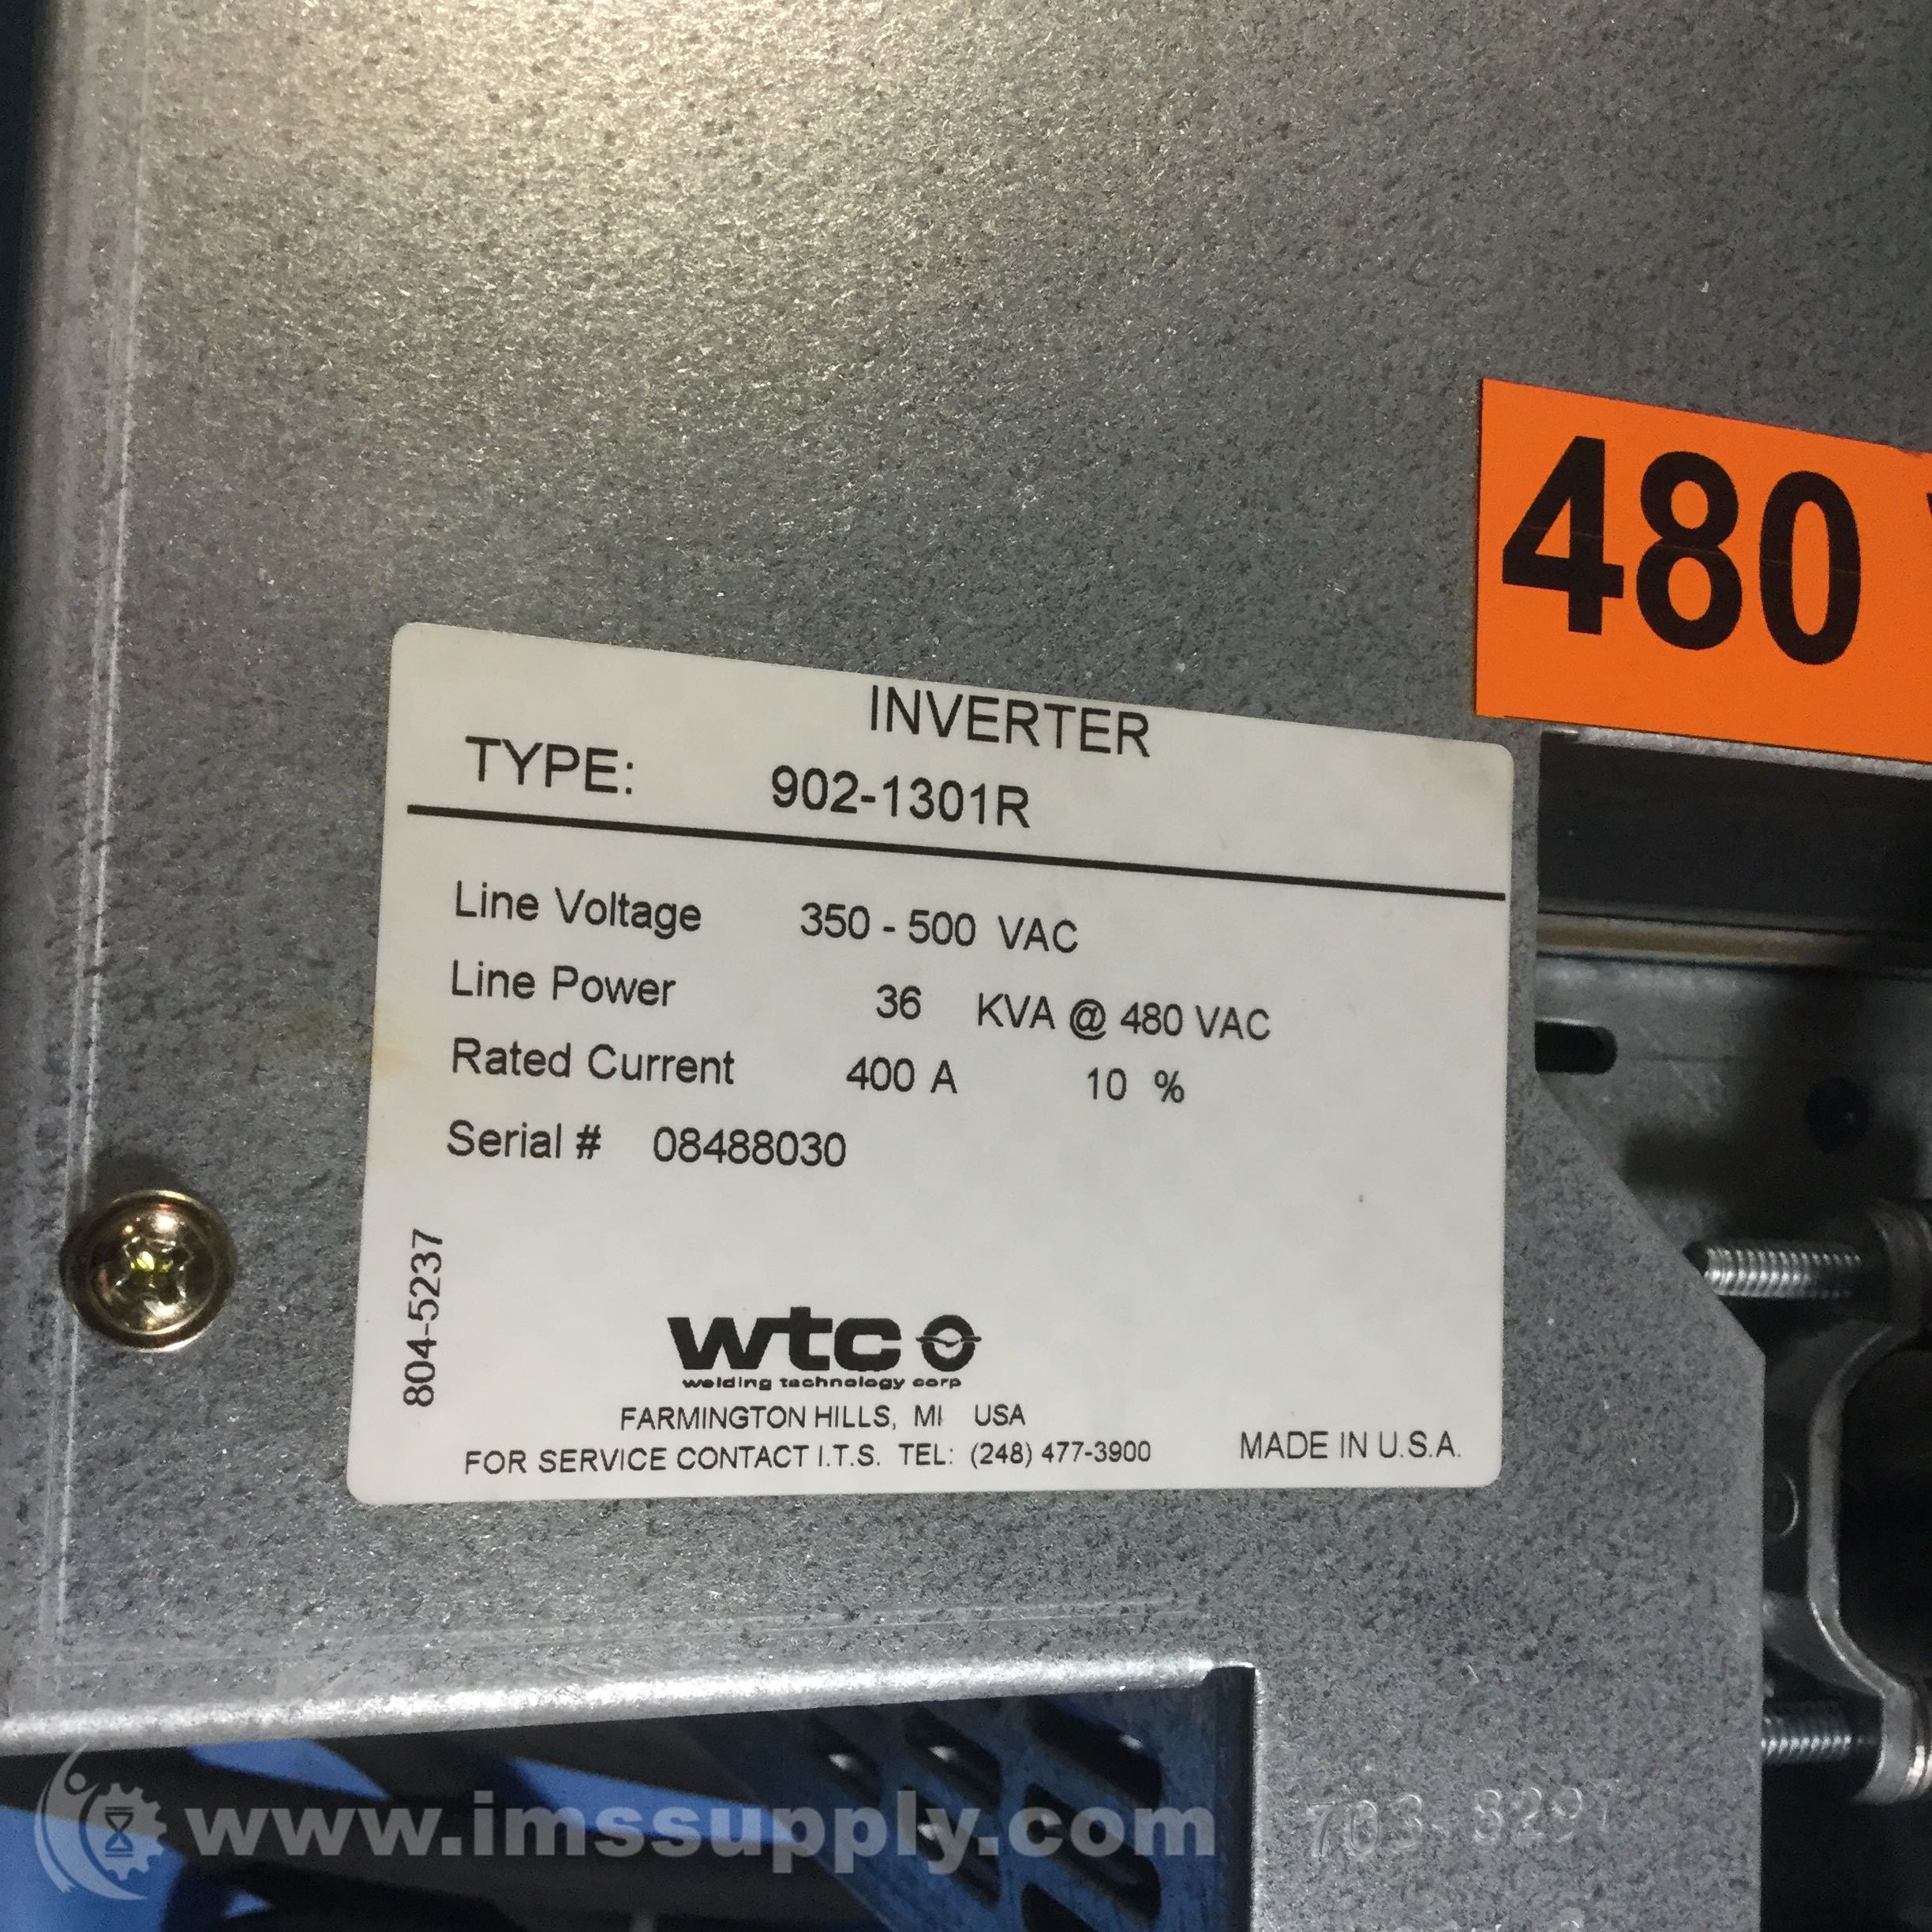 480
INVERTER
TYPE: 902-1301R
Line Voltage 350 - 500 VAC
Line Power 36 KVA @ 480 VAC
Rated Current 400 A 10 %
Serial # 08488030
804-5237
wtc
welding technology corp
FARMINGTON HILLS, MI USA
FOR SERVICE CONTACT I.T.S. TEL: (248) 477-3900
MADE IN U.S.A.
www.imssupply.com